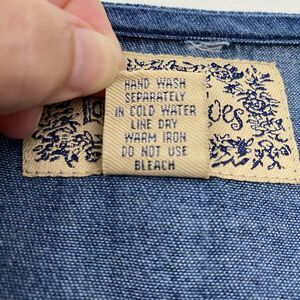 HAND WASH
SEPARATELY
IN COLD WATER
LINE DRY
WARM IRON
DO NOT USE
BLEACH